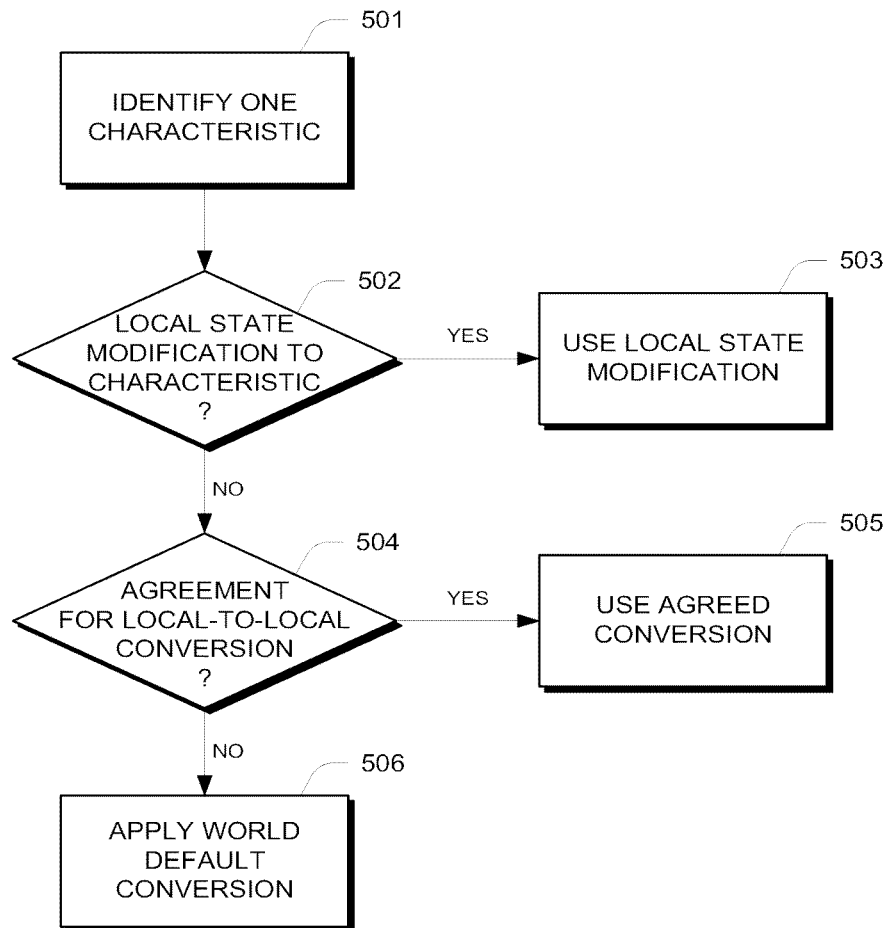 501
IDENTIFY ONE
CHARACTERISTIC
502
LOCAL STATE
MODIFICATION TO
CHARACTERISTIC
?
YES
503
USE LOCAL STATE
MODIFICATION
NO
504
AGREEMENT
FOR LOCAL-TO-LOCAL
CONVERSION
?
YES
505
USE AGREED
CONVERSION
NO
506
APPLY WORLD
DEFAULT
CONVERSION